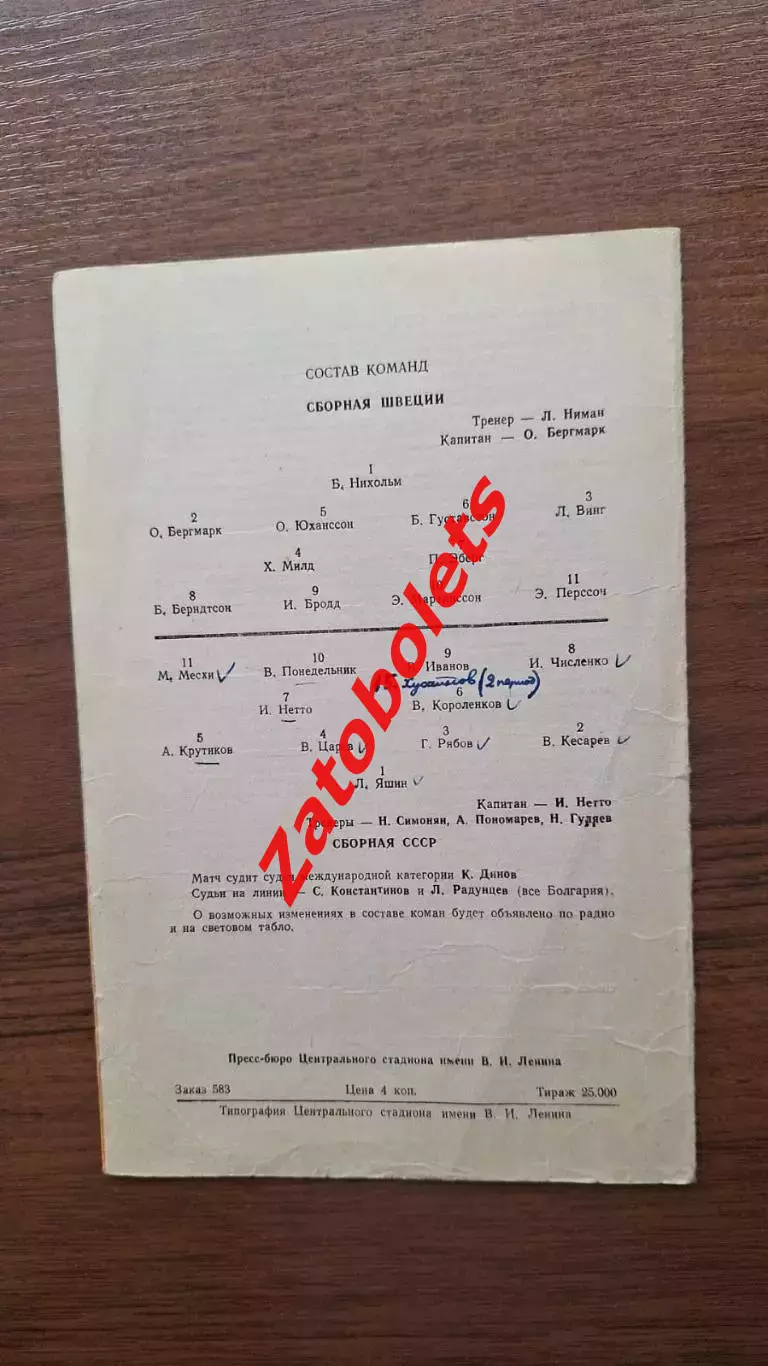 СОСТАВ КОМАНД
СБОРНАЯ ШВЕЦИИ
Тренер — Л. Ниман
Капитан — О. Бергмарк
1
Б. Нихольм
2 5 6 3
О. Бергмарк О. Юханссон Б. Густавссон Л. Винг
4
Х. Милд П. Эберг
8 9 10 11
Б. Берндтсон И. Бродд Э. Мартинссон Э. Перссон
11 10 9 8
М. Месхи В. Понедельник В. Иванов И. Численко
15. Хусаинов (2 период)
7 6
И. Нетто В. Короленков
5 4 3 2
А. Крутиков В. Царев Г. Рябов В. Кесарев
1
Л. Яшин
Капитан — И. Нетто
Тренеры — Н. Симонян, А. Пономарев, Н. Гуляев
СБОРНАЯ СССР
Матч судит судья международной категории К. Динов
Судьи на линии — С. Константинов и Л. Радунцев (все Болгария).
О возможных изменениях в составе коман будет объявлено по радио
и на световом табло.
Пресс-бюро Центрального стадиона имени В. И. Ленина
Заказ 583 Цена 4 коп. Тираж 25.000
Типография Центрального стадиона имени В. И. Ленина
Zatobolets